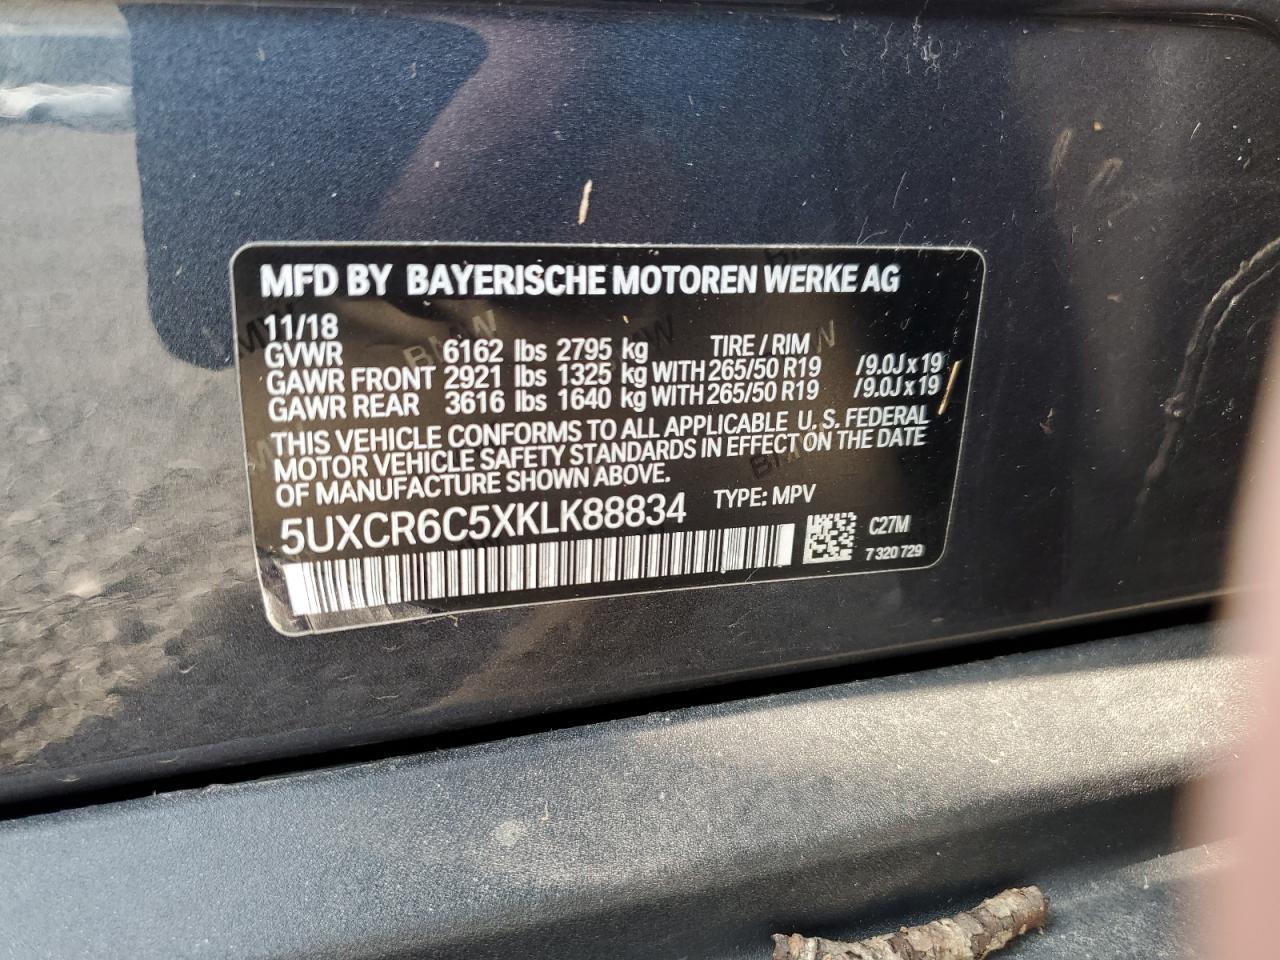 MFD BY BAYERISCHE MOTOREN WERKE AG
11/18
TIRE / RIM
GVWR 6162 lbs 2795 kg
GAWR FRONT 2921 lbs 1325 kg WITH 265/50 R19 /9.0J x 19
GAWR REAR 3616 lbs 1640 kg WITH 265/50 R19 /9.0J x 19
THIS VEHICLE CONFORMS TO ALL APPLICABLE U.S. FEDERAL
MOTOR VEHICLE SAFETY STANDARDS IN EFFECT ON THE DATE
OF MANUFACTURE SHOWN ABOVE.
5UXCR6C5XKLK88834 TYPE: MPV
C27M
7 320 729